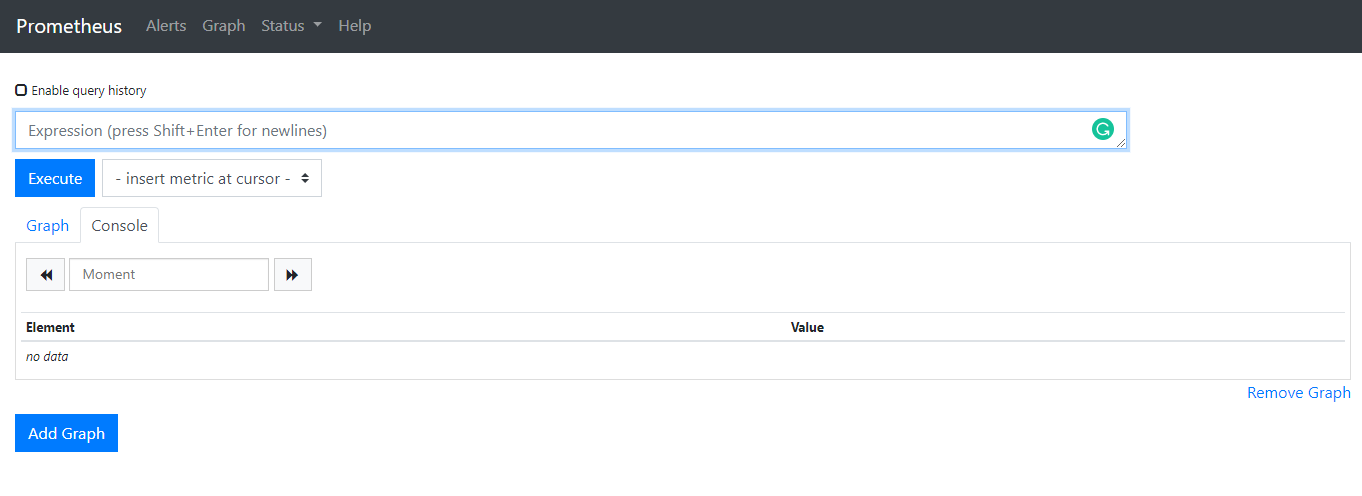 Prometheus Alerts Graph Status Help
Enable query history
Expression (press Shift+Enter for newlines)
Execute - insert metric at cursor -
Graph Console
Moment
Element Value
no data
Remove Graph
Add Graph